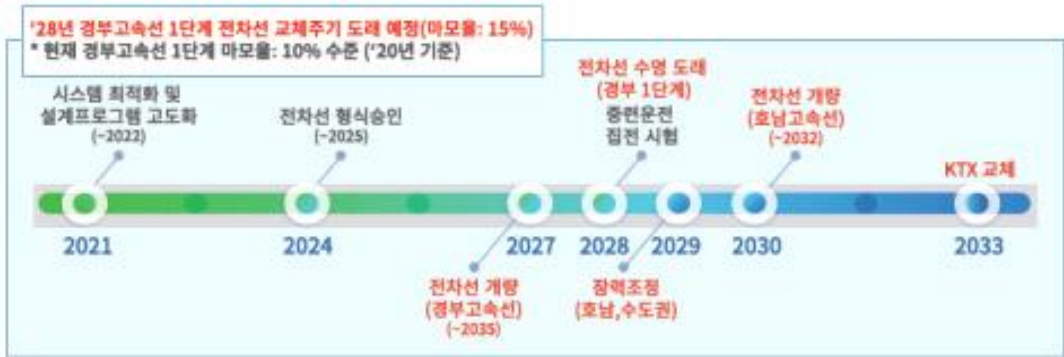 '28년 경부고속선 1단계 전차선 교체주기 도래 예정(마모율: 15%)
* 현재 경부고속선 1단계 마모율: 10% 수준 ('20년 기준)
시스템 최적화 및
설계프로그램 고도화
(~2022)
전차선 형식승인
(~2025)
전차선 수명 도래
(경부 1단계)
중련운전
집전 시험
전차선 개량
(호남고속선)
(~2032)
KTX 교체
2021
2024
2027
2028
2029
2030
2033
전차선 개량
(경부고속선)
(~2035)
장력조정
(호남,수도권)